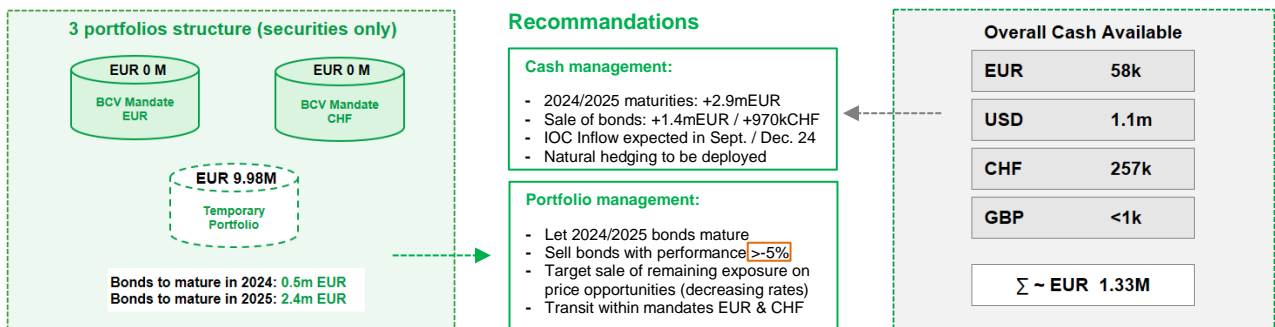 3 portfolios structure (securities only)
EUR 0 M
BCV Mandate
EUR
EUR 0 M
BCV Mandate
CHF
EUR 9.98M
Temporary
Portfolio
Bonds to mature in 2024: 0.5m EUR
Bonds to mature in 2025: 2.4m EUR
Recommandations
Cash management:
- 2024/2025 maturities: +2.9mEUR
- Sale of bonds: +1.4mEUR / +970kCHF
- IOC Inflow expected in Sept. / Dec. 24
- Natural hedging to be deployed
Portfolio management:
- Let 2024/2025 bonds mature
- Sell bonds with performance >-5%
- Target sale of remaining exposure on
price opportunities (decreasing rates)
- Transit within mandates EUR & CHF
Overall Cash Available
EUR 58k
USD 1.1m
CHF 257k
GBP <1k
∑ ~ EUR 1.33M